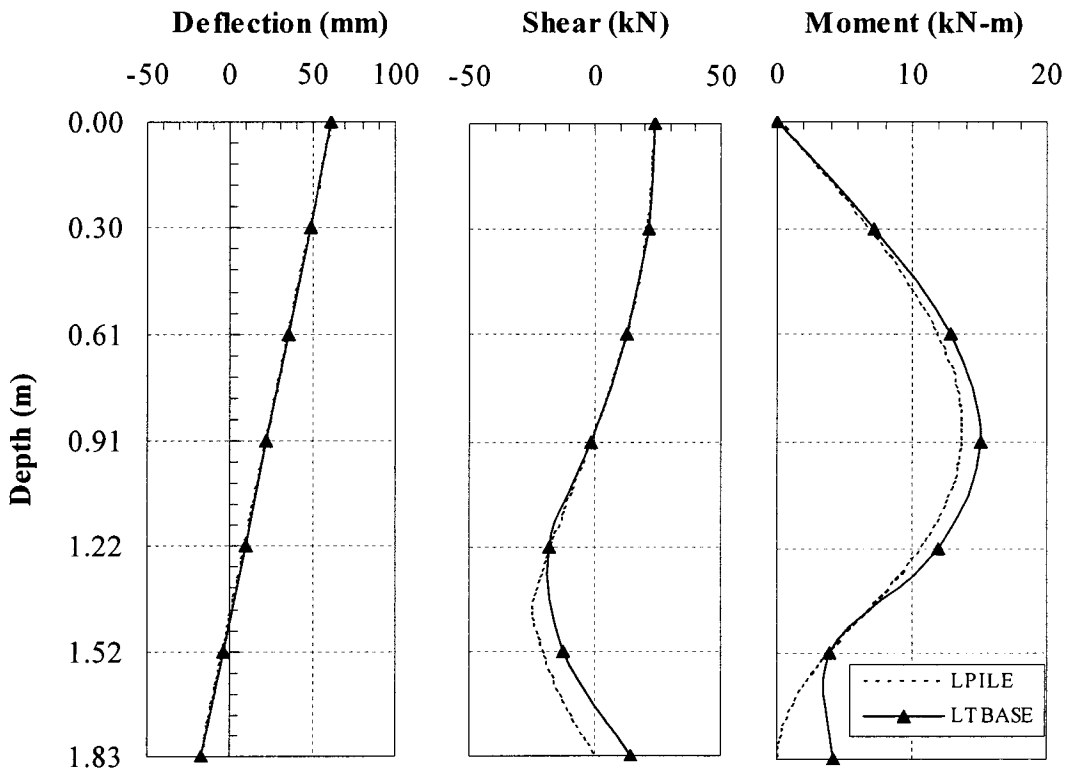 Deflection (mm) Shear (kN) Moment (kN-m)
-50 0 50 100 -50 0 50 0 10 20
0.00
0.30
0.61
0.91
1.22
1.52
1.83
Depth (m)
LPILE
LTBASE